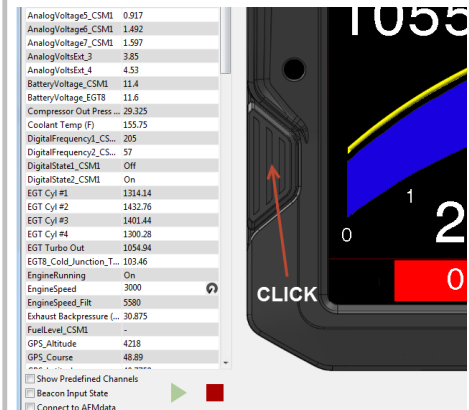 AnalogVoltage5_CSM1 0.917
AnalogVoltage6_CSM1 1.492
AnalogVoltage7_CSM1 1.597
AnalogVoltsExt_3 3.85
AnalogVoltsExt_4 4.53
BatteryVoltage_CSM1 11.4
BatteryVoltage_EGT8 11.6
Compressor Out Press ... 29.325
Coolant Temp (F) 155.75
DigitalFrequency1_CS... 205
DigitalFrequency2_CS... 57
DigitalState1_CSM1 Off
DigitalState2_CSM1 On
EGT Cyl #1 1314.14
EGT Cyl #2 1432.76
EGT Cyl #3 1401.44
EGT Cyl #4 1300.28
EGT Turbo Out 1054.94
EGT8_Cold_Junction_T... 103.46
EngineRunning On
EngineSpeed 3000
EngineSpeed_Filt 5580
Exhaust Backpressure (... 30.875
FuelLevel_CSM1 -
GPS_Altitude 4218
GPS_Course 48.89
Show Predefined Channels
Beacon Input State
Connect to AEMdata
CLICK
1055
0
1
2
0